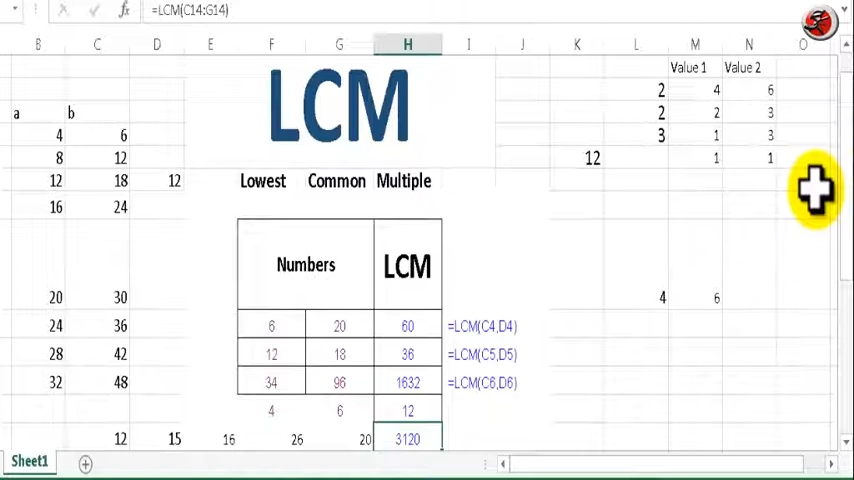 =LCM(C14:G14)
B C D E F G H I J K L M N O
Value 1 Value 2
LCM
2 4 6
a b
2 2 3
4 6
3 1 3
8 12
12 1 1
12 18 12
Lowest Common Multiple
16 24
Numbers LCM
20 30
4 6
24 36
6 20 60 =LCM(C4,D4)
28 42
12 18 36 =LCM(C5,D5)
32 48
34 96 1632 =LCM(C6,D6)
4 6 12
12 15 16 26 20 3120
Sheet1